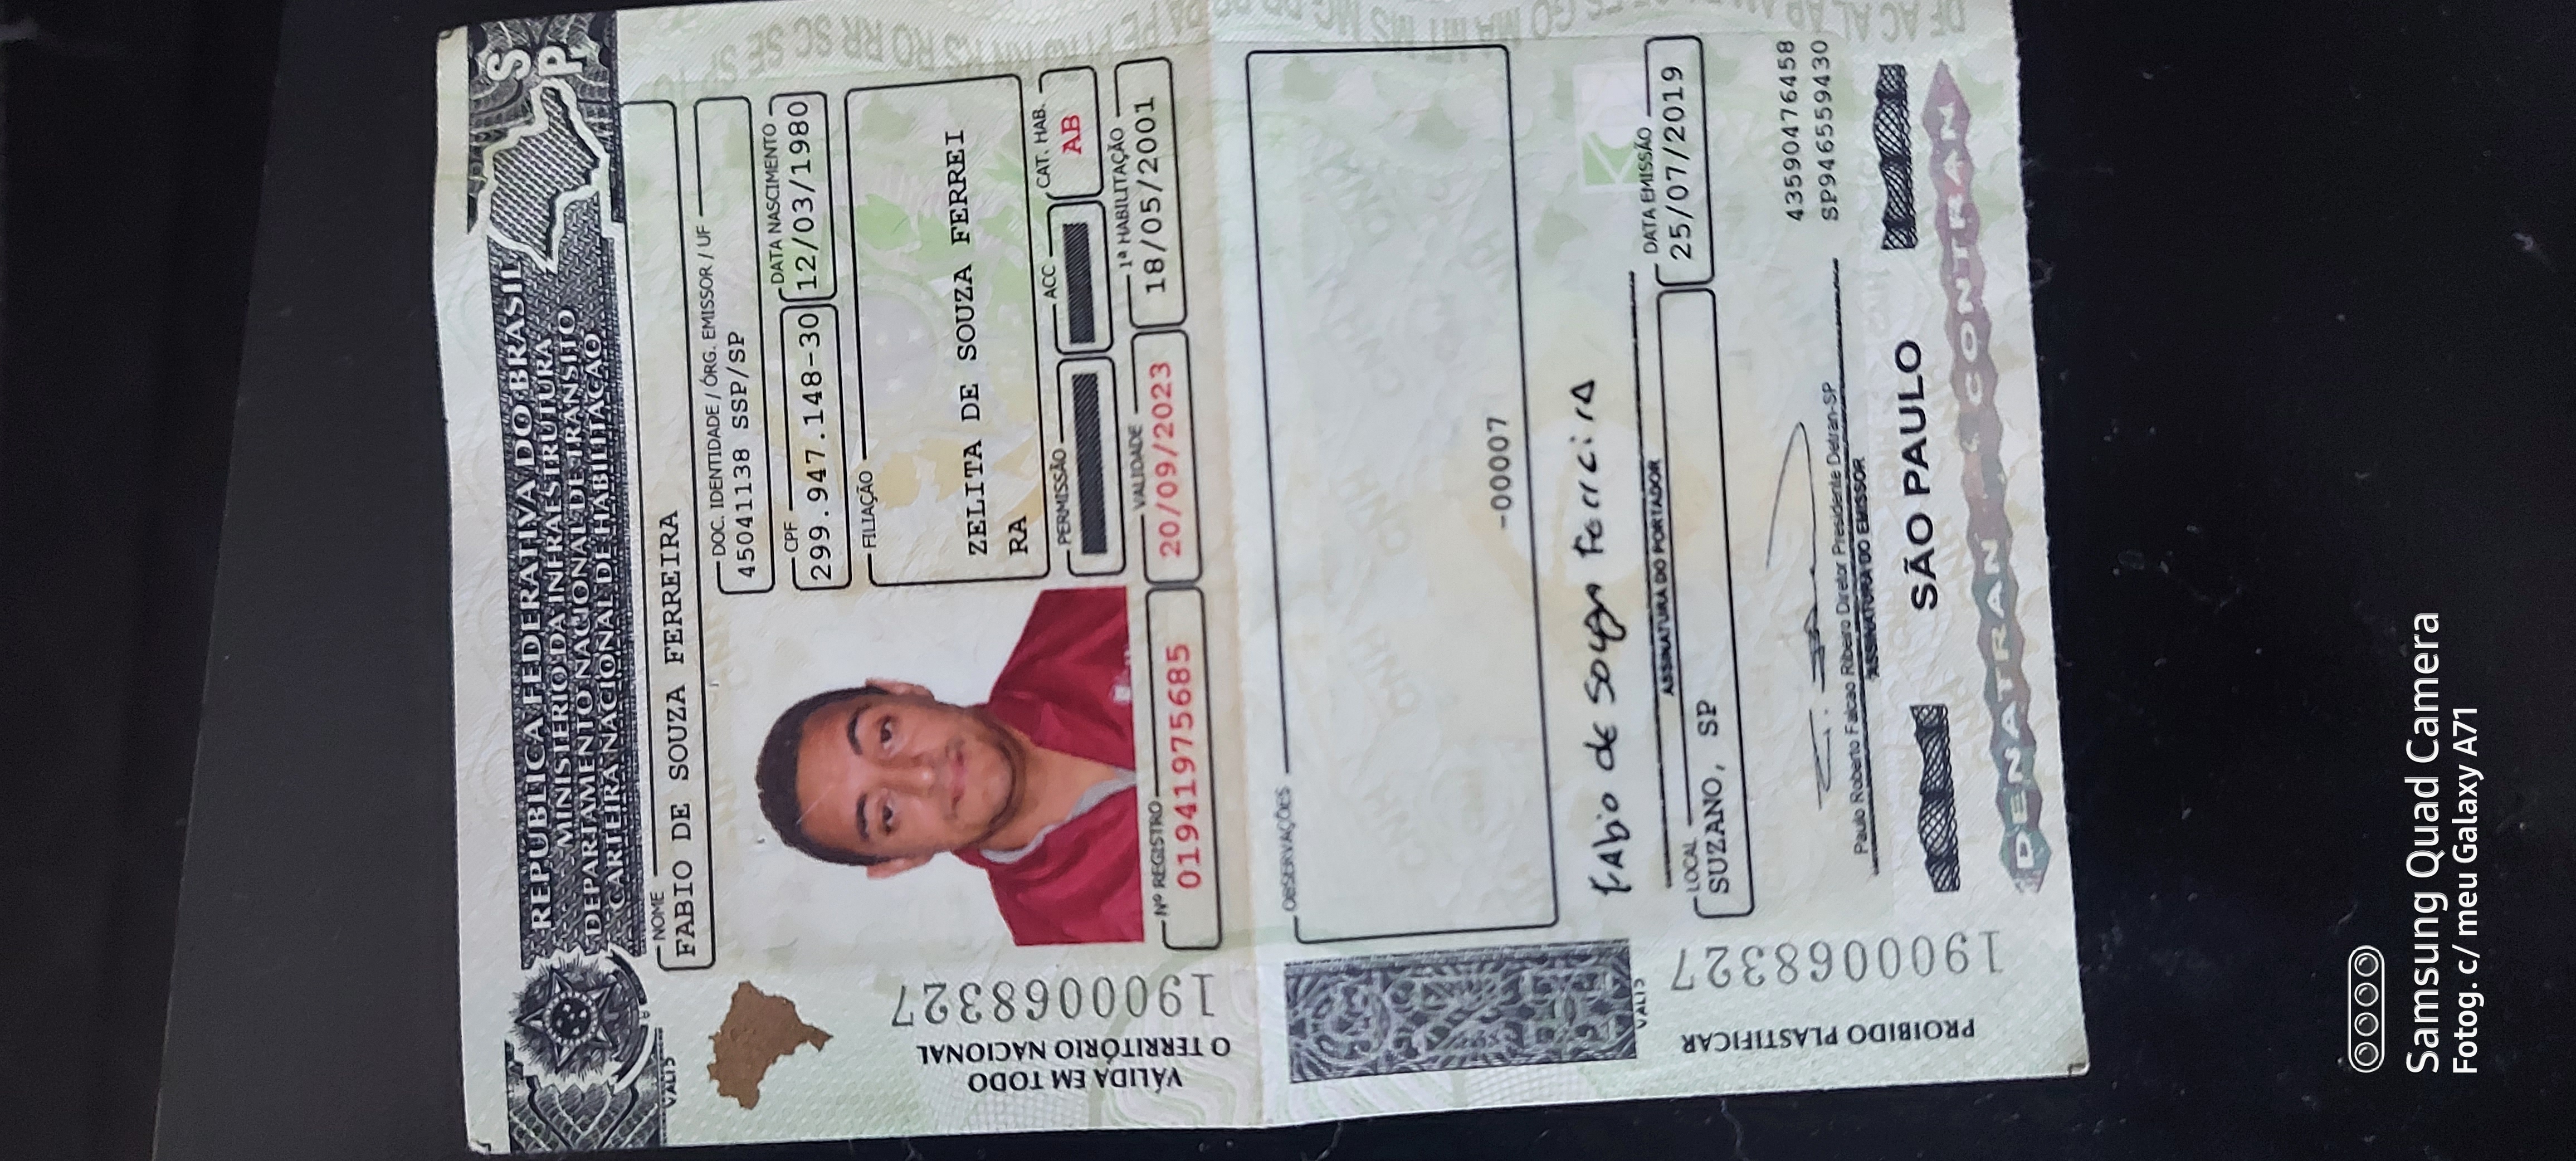 REPÚBLICA FEDERATIVA DO BRASIL
MINISTÉRIO DA INFRAESTRUTURA
DEPARTAMENTO NACIONAL DE TRÂNSITO
CARTEIRA NACIONAL DE HABILITAÇÃO
SP
NOME
FABIO DE SOUZA FERREIRA
DOC. IDENTIDADE / ÓRG. EMISSOR / UF
45041138 SSP/SP
CPF
299.947.148-30
DATA NASCIMENTO
12/03/1980
FILIAÇÃO
ZELITA DE SOUZA FERREI
RA
PERMISSÃO
ACC
CAT. HAB.
AB
Nº REGISTRO
01941975685
VALIDADE
20/09/2023
1ª HABILITAÇÃO
18/05/2001
VÁLIDA EM TODO
O TERRITÓRIO NACIONAL
1900068327
OBSERVAÇÕES
-00007
Fabio de Souza Ferreira
ASSINATURA DO PORTADOR
LOCAL
SUZANO, SP
DATA EMISSÃO
25/07/2019
43590476458
SP946559430
Paulo Roberto Falcao Ribeiro Diretor Presidente Detran-SP
ASSINATURA DO EMISSOR
PROIBIDO PLASTIFICAR
1900068327
SÃO PAULO
DENATRAN CONTRAN
Samsung Quad Camera
Fotog. c/ meu Galaxy A71